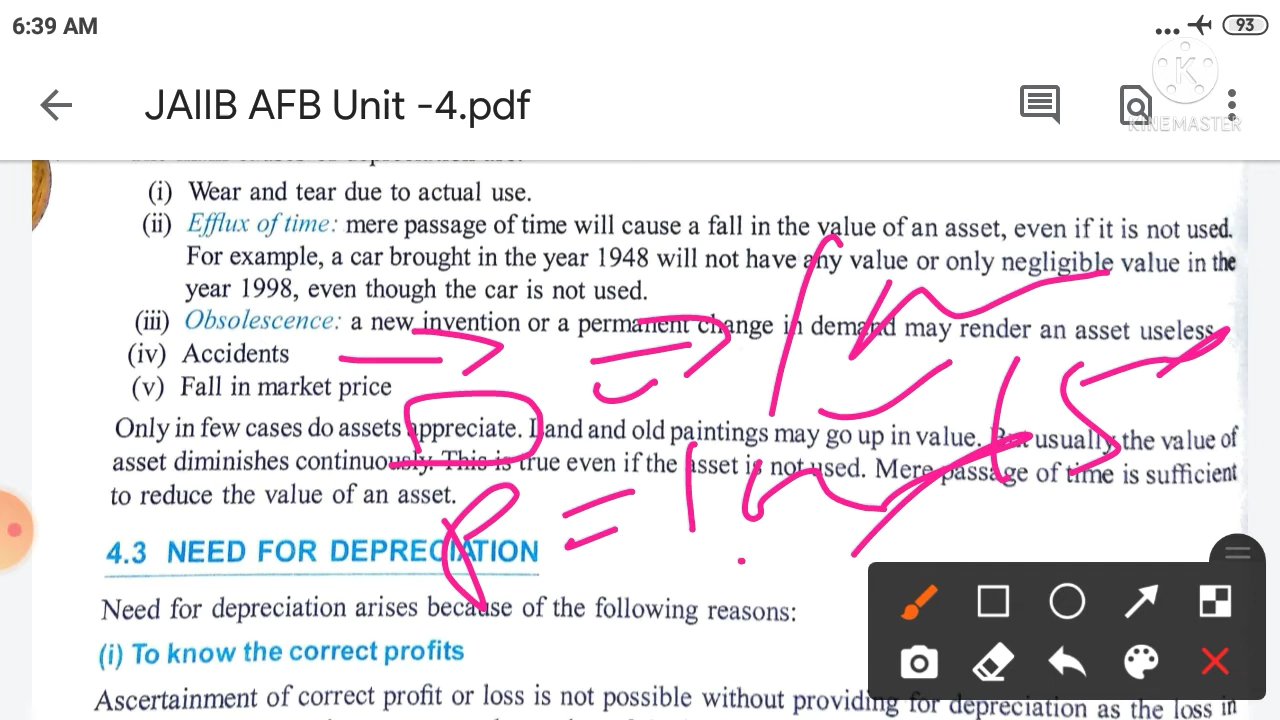 6:39 AM
93
JAIIB AFB Unit -4.pdf
K
KINEMASTER
(i) Wear and tear due to actual use.
(ii) Efflux of time: mere passage of time will cause a fall in the value of an asset, even if it is not used.
For example, a car brought in the year 1948 will not have any value or only negligible value in the
year 1998, even though the car is not used.
(iii) Obsolescence: a new invention or a permanent change in demand may render an asset useless
(iv) Accidents
(v) Fall in market price
Only in few cases do assets appreciate. Land and old paintings may go up in value. But usually the value of
asset diminishes continuously. This is true even if the asset is not used. Mere passage of time is sufficient
to reduce the value of an asset.
4.3 NEED FOR DEPRECIATION
Need for depreciation arises because of the following reasons:
(i) To know the correct profits
Ascertainment of correct profit or loss is not possible without providing for depreciation as the loss in